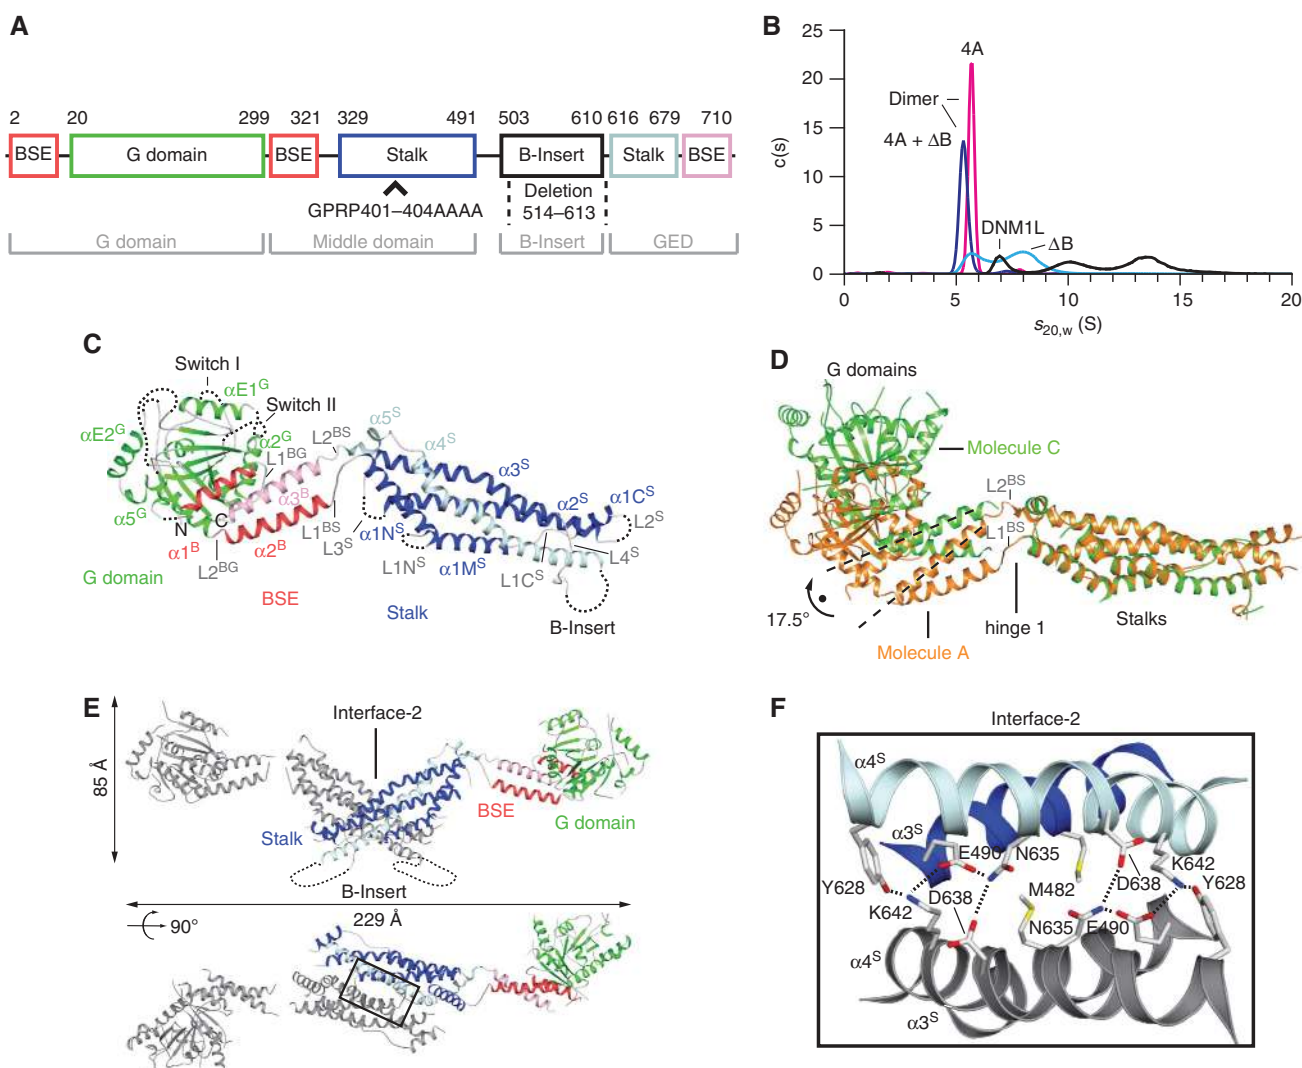 A
2 20 299 321 329 491 503 610 616 679 710
BSE G domain BSE Stalk B-Insert Stalk BSE
GPRP401–404AAAA
Deletion
514–613
G domain Middle domain B-Insert GED
B
25
20
15
10
5
0
c(s)
4A
Dimer
4A + ΔB
DNM1L
ΔB
0 5 10 15 20
s20,w (S)
C
Switch I
αE1G
Switch II
αE2G
α2G
L1BG
L2BS
α5S
α4S
α3S
α3B
α2S
α1CS
α5G
N
C
L1BS
L3S
α1NS
L2S
α1B
α2B
L4S
L2BG
L1NS
α1MS
L1CS
G domain
BSE
Stalk
B-Insert
D
G domains
Molecule C
L2BS
L1BS
17.5°
hinge 1
Stalks
Molecule A
E
85 Å
Interface-2
BSE
Stalk
G domain
B-Insert
229 Å
90°
F
Interface-2
α4S
α3S
E490
N635
K642
Y628
M482
D638
Y628
D638
K642
N635
E490
α4S
α3S